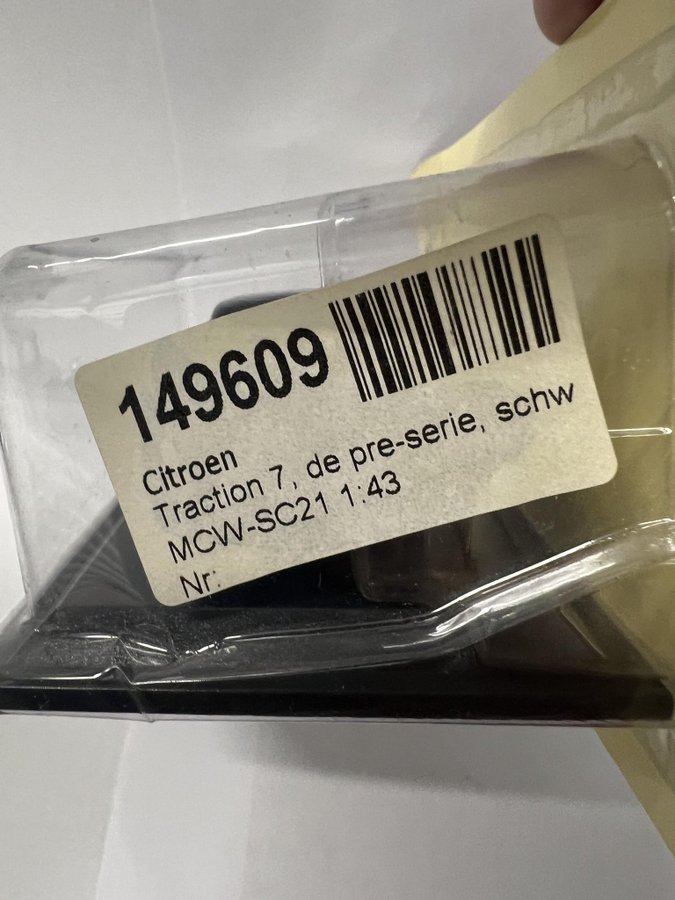 149609
Citroen
Traction 7, de pre-serie, schw
MCW-SC21 1:43
Nr: